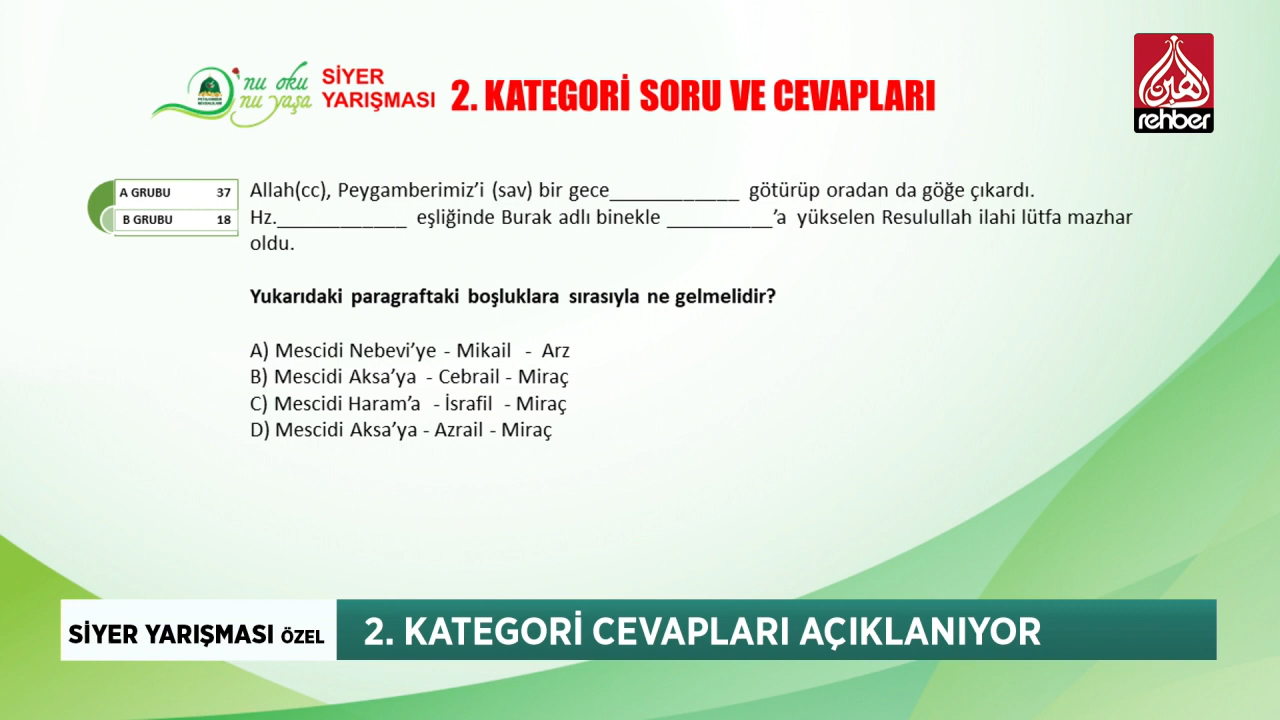 O'nu oku
O'nu yaşa
SİYER
YARIŞMASI
2. KATEGORİ SORU VE CEVAPLARI
رهبر
rehber
A GRUBU 37
B GRUBU 18
Allah(cc), Peygamberimiz’i (sav) bir gece____________ götürüp oradan da göğe çıkardı.
Hz.____________ eşliğinde Burak adlı binekle __________’a yükselen Resulullah ilahi lütfa mazhar
oldu.
Yukarıdaki paragraftaki boşluklara sırasıyla ne gelmelidir?
A) Mescidi Nebevi’ye - Mikail - Arz
B) Mescidi Aksa’ya - Cebrail - Miraç
C) Mescidi Haram’a - İsrafil - Miraç
D) Mescidi Aksa’ya - Azrail - Miraç
SİYER YARIŞMASI ÖZEL
2. KATEGORİ CEVAPLARI AÇIKLANIYOR